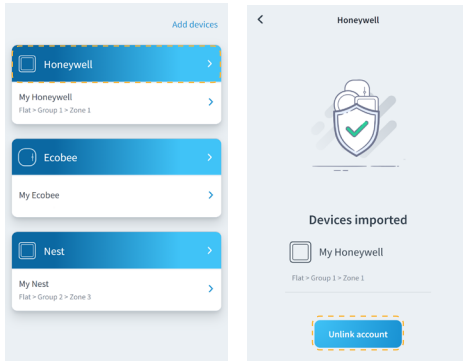 Add devices
Honeywell
My Honeywell
Flat > Group 1 > Zone 1
Ecobee
My Ecobee
Nest
My Nest
Flat > Group 2 > Zone 3
Honeywell
Devices imported
My Honeywell
Flat > Group 1 > Zone 1
Unlink account